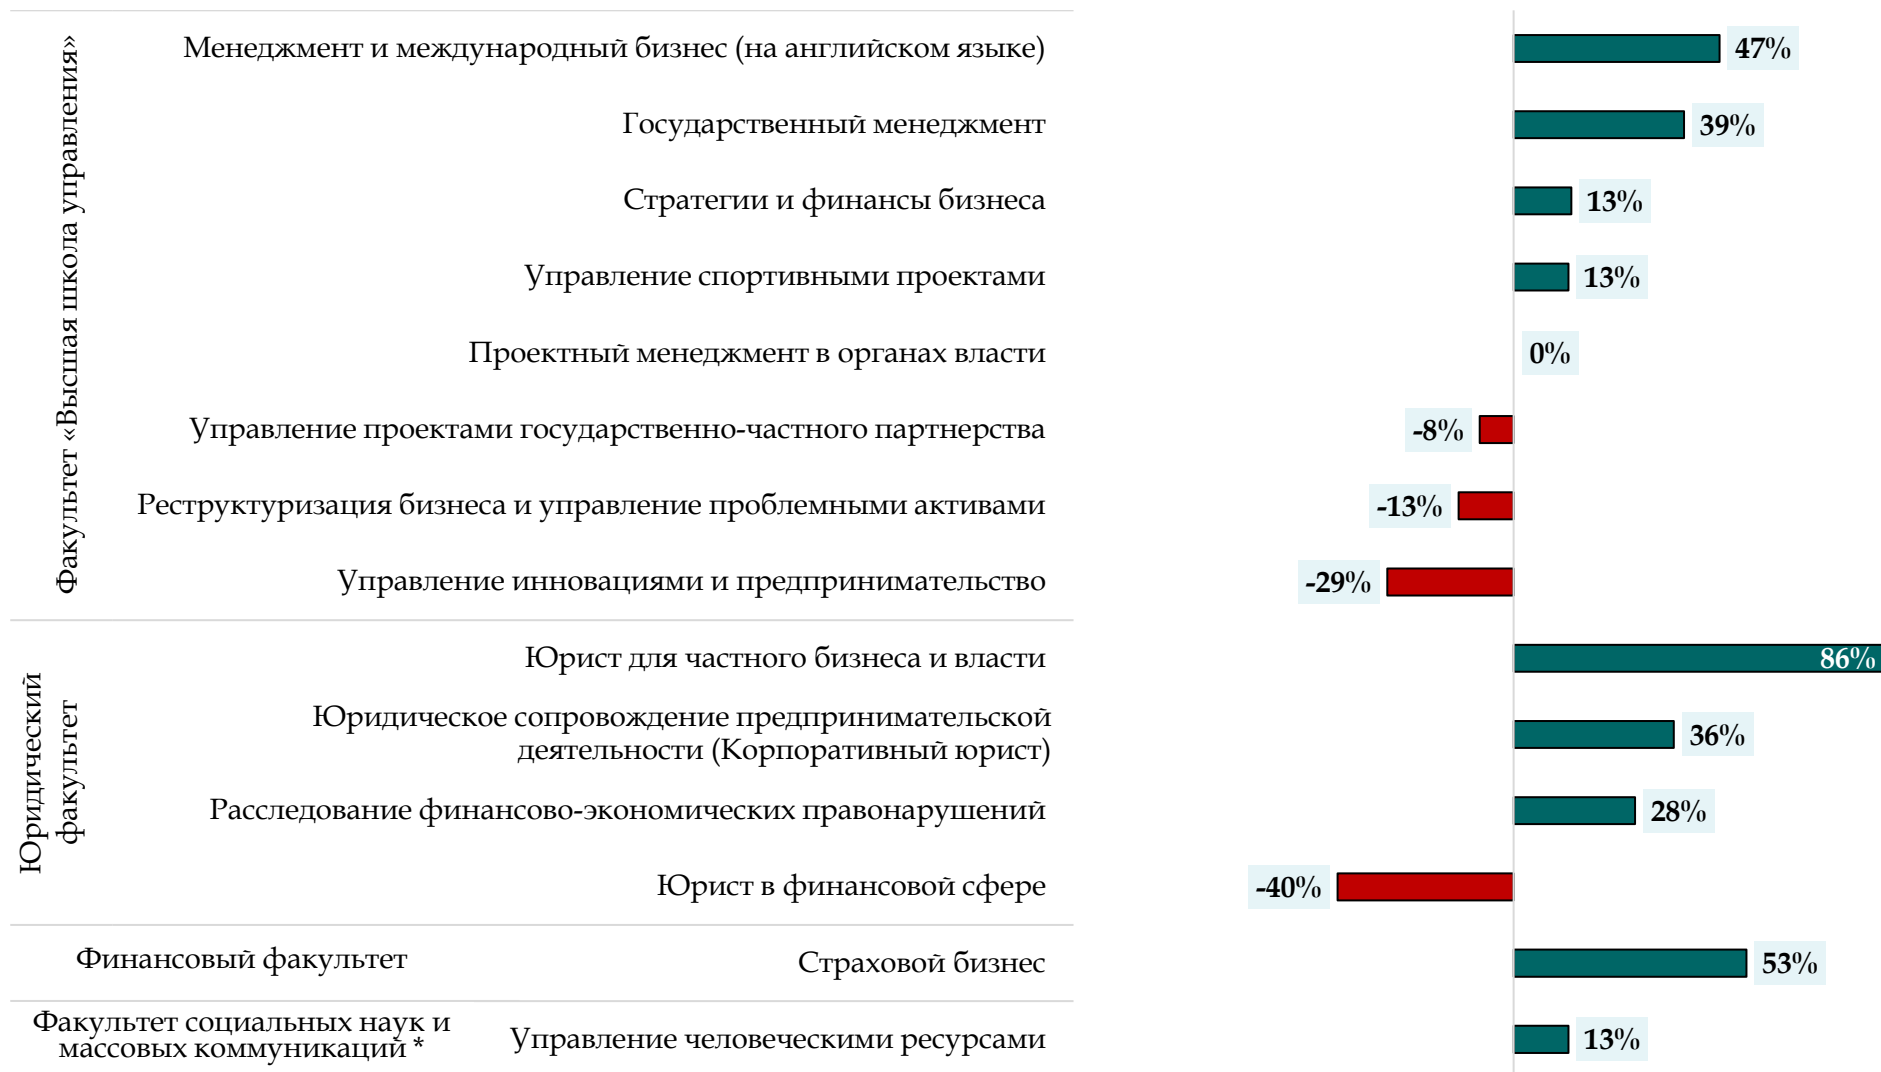 Факультет «Высшая школа управления»
Менеджмент и международный бизнес (на английском языке)
47%
Государственный менеджмент
39%
Стратегии и финансы бизнеса
13%
Управление спортивными проектами
13%
Проектный менеджмент в органах власти
0%
Управление проектами государственно-частного партнерства
-8%
Реструктуризация бизнеса и управление проблемными активами
-13%
Управление инновациями и предпринимательство
-29%
Юридический
факультет
Юрист для частного бизнеса и власти
86%
Юридическое сопровождение предпринимательской
деятельности (Корпоративный юрист)
36%
Расследование финансово-экономических правонарушений
28%
Юрист в финансовой сфере
-40%
Финансовый факультет
Страховой бизнес
53%
Факультет социальных наук и
массовых коммуникаций *
Управление человеческими ресурсами
13%